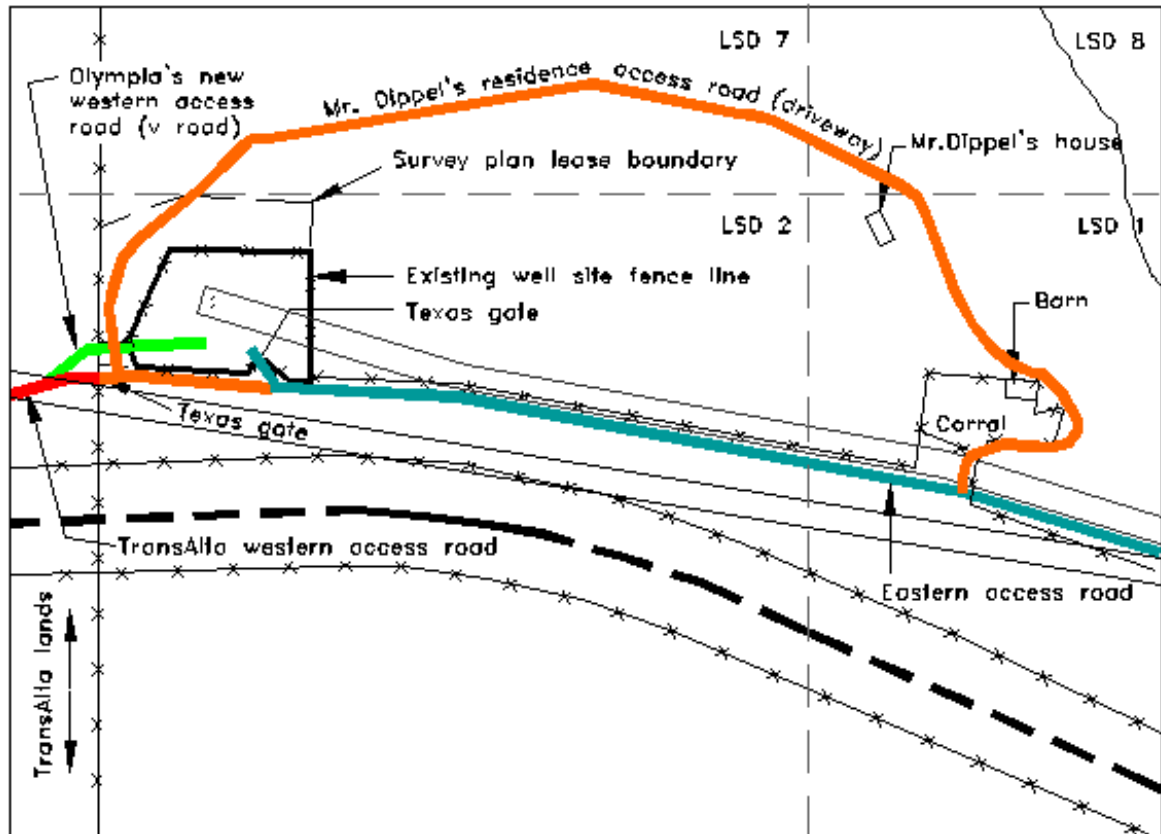 LSD 7
LSD 8
Olympia's new
western access
road (v road)
Mr. Dippel's residence access road (driveway)
Mr.Dippel's house
Survey plan lease boundary
LSD 2
LSD 1
Existing well site fence line
Texas gate
Barn
Texas gate
Corral
TransAlta western access road
Eastern access road
TransAlta lands